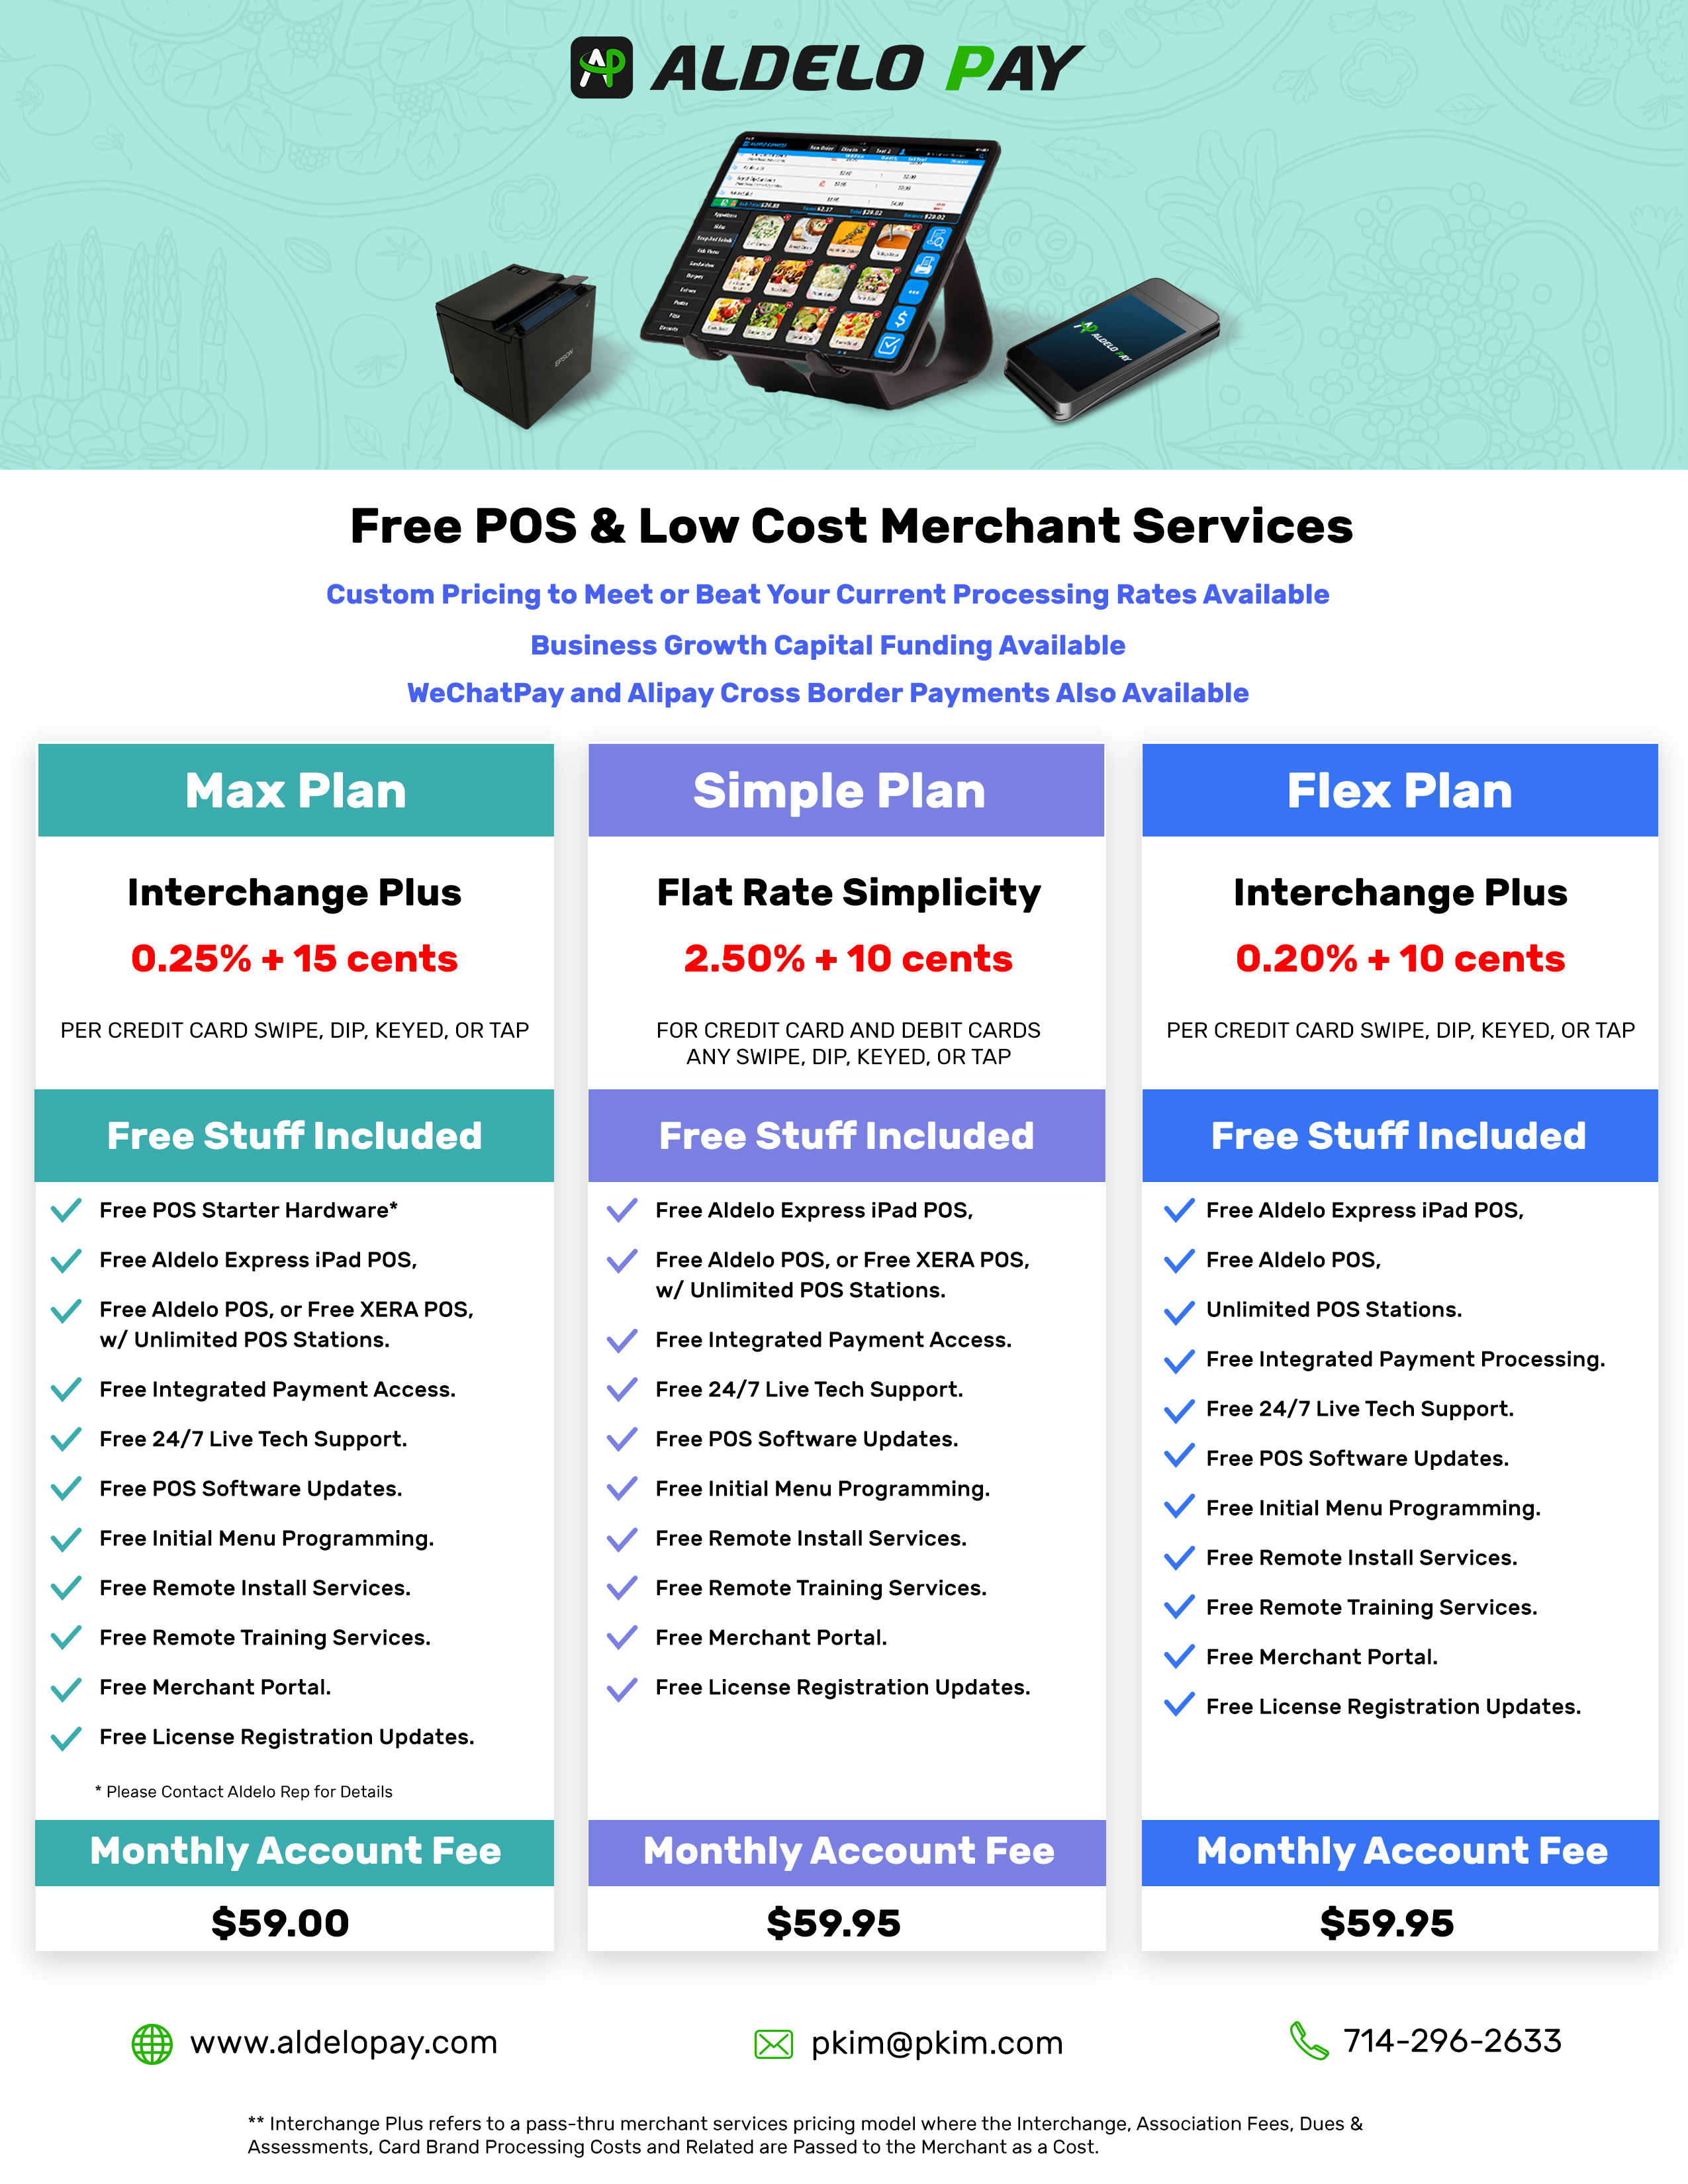 AP ALDELO PAY
EPSON
AP ALDELO PAY
Free POS & Low Cost Merchant Services
Custom Pricing to Meet or Beat Your Current Processing Rates Available
Business Growth Capital Funding Available
WeChatPay and Alipay Cross Border Payments Also Available
Max Plan
Interchange Plus
0.25% + 15 cents
PER CREDIT CARD SWIPE, DIP, KEYED, OR TAP
Free Stuff Included
Free POS Starter Hardware*
Free Aldelo Express iPad POS,
Free Aldelo POS, or Free XERA POS,
w/ Unlimited POS Stations.
Free Integrated Payment Access.
Free 24/7 Live Tech Support.
Free POS Software Updates.
Free Initial Menu Programming.
Free Remote Install Services.
Free Remote Training Services.
Free Merchant Portal.
Free License Registration Updates.
* Please Contact Aldelo Rep for Details
Monthly Account Fee
$59.00
Simple Plan
Flat Rate Simplicity
2.50% + 10 cents
FOR CREDIT CARD AND DEBIT CARDS
ANY SWIPE, DIP, KEYED, OR TAP
Free Stuff Included
Free Aldelo Express iPad POS,
Free Aldelo POS, or Free XERA POS,
w/ Unlimited POS Stations.
Free Integrated Payment Access.
Free 24/7 Live Tech Support.
Free POS Software Updates.
Free Initial Menu Programming.
Free Remote Install Services.
Free Remote Training Services.
Free Merchant Portal.
Free License Registration Updates.
Monthly Account Fee
$59.95
Flex Plan
Interchange Plus
0.20% + 10 cents
PER CREDIT CARD SWIPE, DIP, KEYED, OR TAP
Free Stuff Included
Free Aldelo Express iPad POS,
Free Aldelo POS,
Unlimited POS Stations.
Free Integrated Payment Processing.
Free 24/7 Live Tech Support.
Free POS Software Updates.
Free Initial Menu Programming.
Free Remote Install Services.
Free Remote Training Services.
Free Merchant Portal.
Free License Registration Updates.
Monthly Account Fee
$59.95
www.aldelopay.com
pkim@pkim.com
714-296-2633
** Interchange Plus refers to a pass-thru merchant services pricing model where the Interchange, Association Fees, Dues &
Assessments, Card Brand Processing Costs and Related are Passed to the Merchant as a Cost.